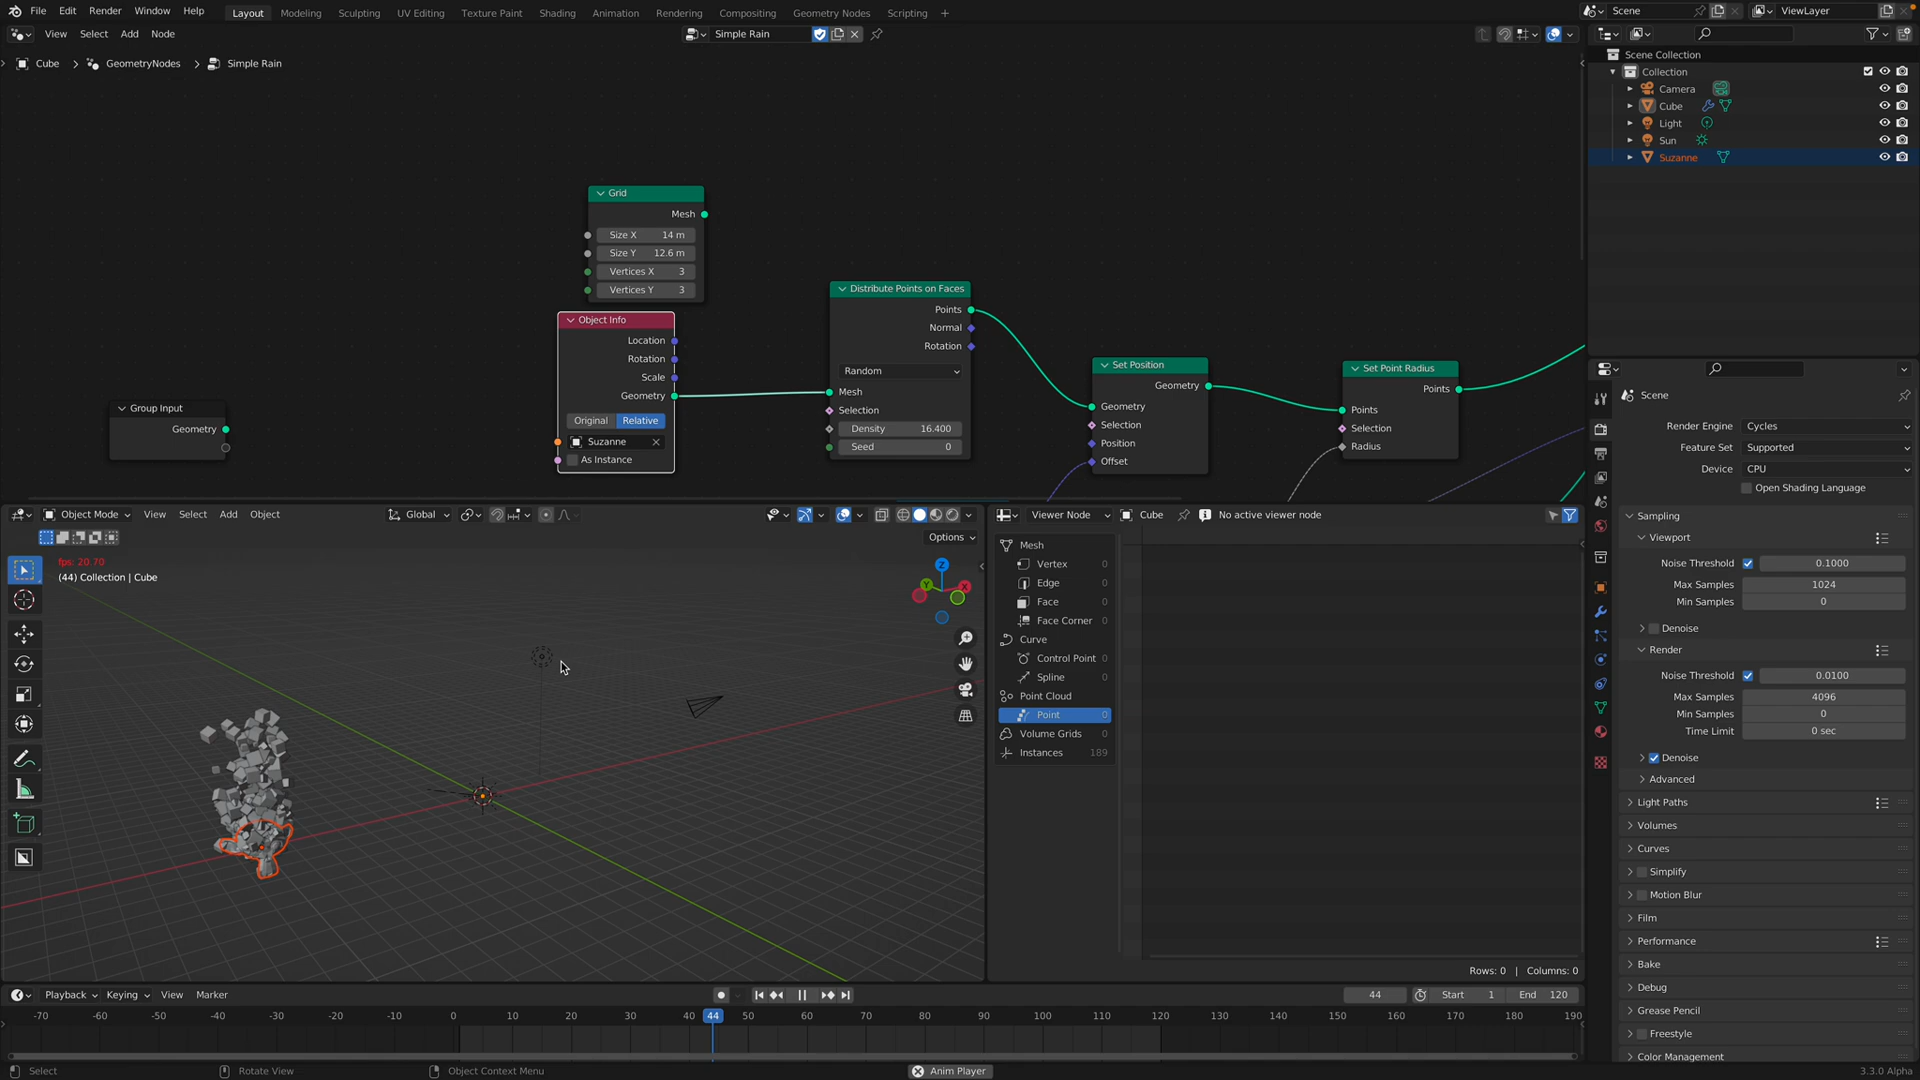 File Edit Render Window Help Layout Modeling Sculpting UV Editing Texture Paint Shading Animation Rendering Compositing Geometry Nodes Scripting + Scene ViewLayer
View Select Add Node Simple Rain
Cube > GeometryNodes > Simple Rain
Scene Collection
Collection
Camera
Cube
Light
Sun
Suzanne
Grid
Mesh
Size X 14 m
Size Y 12.6 m
Vertices X 3
Vertices Y 3
Object Info
Location
Rotation
Scale
Geometry
Original Relative
Suzanne
As Instance
Group Input
Geometry
Distribute Points on Faces
Points
Normal
Rotation
Random
Mesh
Selection
Density 16.400
Seed 0
Set Position
Geometry
Geometry
Selection
Position
Offset
Set Point Radius
Points
Points
Selection
Radius
Object Mode View Select Add Object Global
Options
fps: 20.70
(44) Collection | Cube
Z
Y
X
Viewer Node Cube No active viewer node
Mesh
Vertex 0
Edge 0
Face 0
Face Corner 0
Curve
Control Point 0
Spline 0
Point Cloud
Point 0
Volume Grids 0
Instances 189
Rows: 0 | Columns: 0
Scene
Render Engine Cycles
Feature Set Supported
Device CPU
Open Shading Language
Sampling
Viewport
Noise Threshold 0.1000
Max Samples 1024
Min Samples 0
Denoise
Render
Noise Threshold 0.0100
Max Samples 4096
Min Samples 0
Time Limit 0 sec
Denoise
Advanced
Light Paths
Volumes
Curves
Simplify
Motion Blur
Film
Performance
Bake
Debug
Grease Pencil
Freestyle
Color Management
Playback Keying View Marker 44 Start 1 End 120
-70 -60 -50 -40 -30 -20 -10 0 10 20 30 40 44 50 60 70 80 90 100 110 120 130 140 150 160 170 180 190
Select Rotate View Object Context Menu Anim Player 3.3.0 Alpha